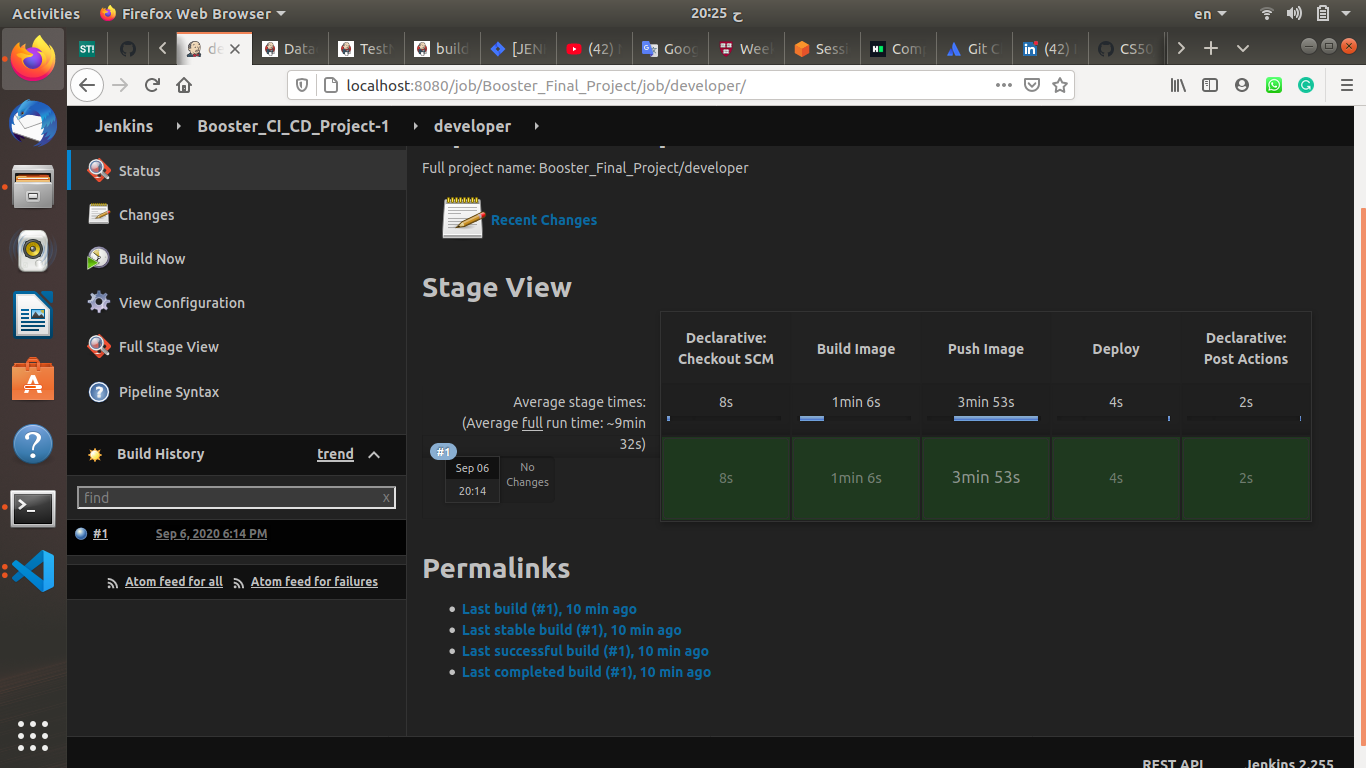 Activities
Firefox Web Browser
20:25 ح
en
ST!
de
Data
Testh
build
[JEN
(42)
Goog
Week
Sessi
Comp
Git C
(42)
CS50
localhost:8080/job/Booster_Final_Project/job/developer/
Jenkins
Booster_CI_CD_Project-1
developer
Status
Changes
Build Now
View Configuration
Full Stage View
Pipeline Syntax
Build History
trend
find
x
#1
Sep 6, 2020 6:14 PM
Atom feed for all
Atom feed for failures
Full project name: Booster_Final_Project/developer
Recent Changes
Stage View
Declarative:
Checkout SCM
Build Image
Push Image
Deploy
Declarative:
Post Actions
Average stage times:
(Average full run time: ~9min
32s)
8s
1min 6s
3min 53s
4s
2s
#1
Sep 06
20:14
No
Changes
8s
1min 6s
3min 53s
4s
2s
Permalinks
Last build (#1), 10 min ago
Last stable build (#1), 10 min ago
Last successful build (#1), 10 min ago
Last completed build (#1), 10 min ago
REST API
Jenkins 2.255